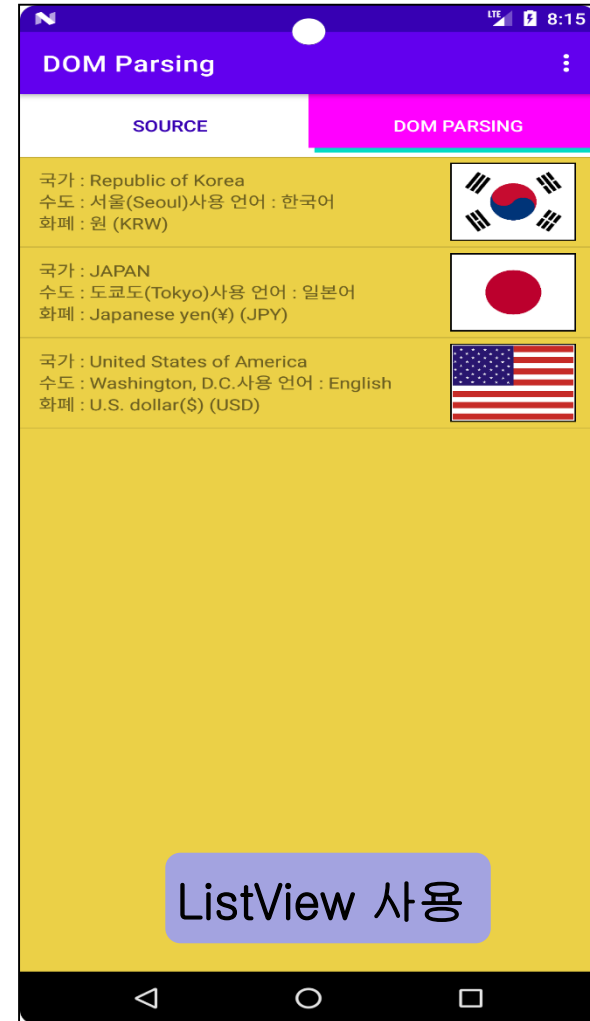 LTE 8:15
DOM Parsing
SOURCE
DOM PARSING
국가 : Republic of Korea
수도 : 서울(Seoul)사용 언어 : 한국어
화폐 : 원 (KRW)
국가 : JAPAN
수도 : 도쿄도(Tokyo)사용 언어 : 일본어
화페 : Japanese yen(¥) (JPY)
국가 : United States of America
수도 : Washington, D.C.사용 언어 : English
화폐 : U.S. dollar($) (USD)
ListView 사용